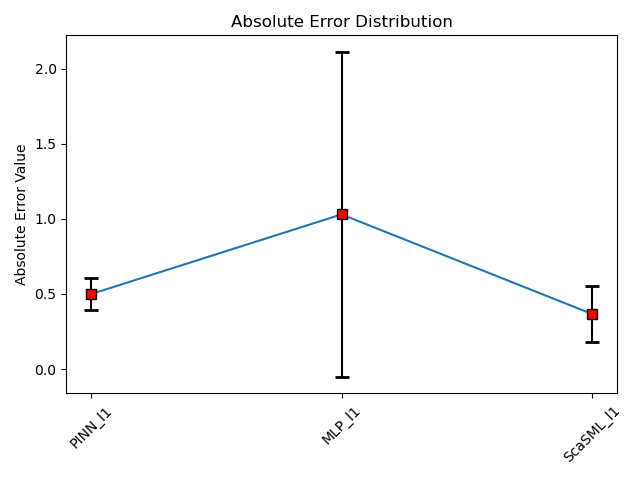 Absolute Error Distribution
Absolute Error Value
2.0
1.5
1.0
0.5
0.0
PINN_l1
MLP_l1
ScaSML_l1